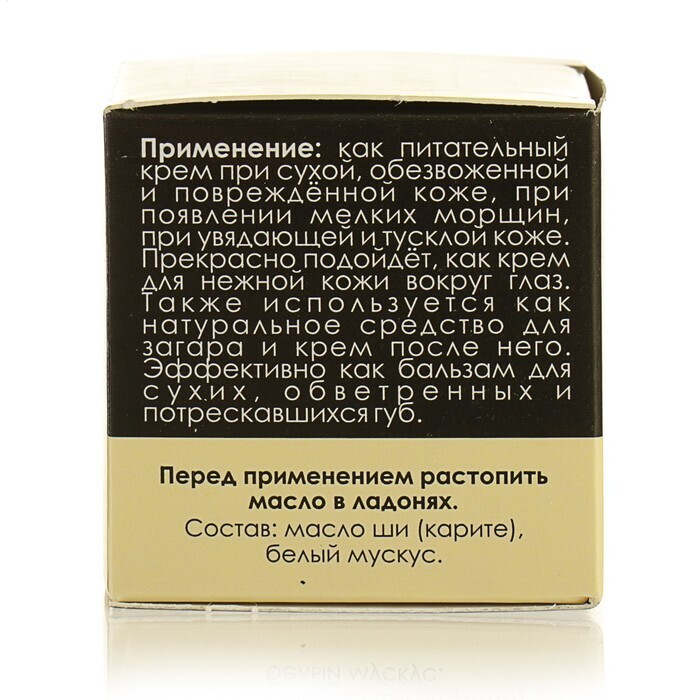 Применение: как питательный
крем при сухой, обезвоженной
и повреждённой коже, при
появлении мелких морщин,
при увядающей и тусклой коже.
Прекрасно подойдёт, как крем
для нежной кожи вокруг глаз.
Также используется как
натуральное средство для
загара и крем после него.
Эффективно как бальзам для
сухих, обветренных и
потрескавшихся губ.
Перед применением растопить
масло в ладонях.
Состав: масло ши (карите),
белый мускус.